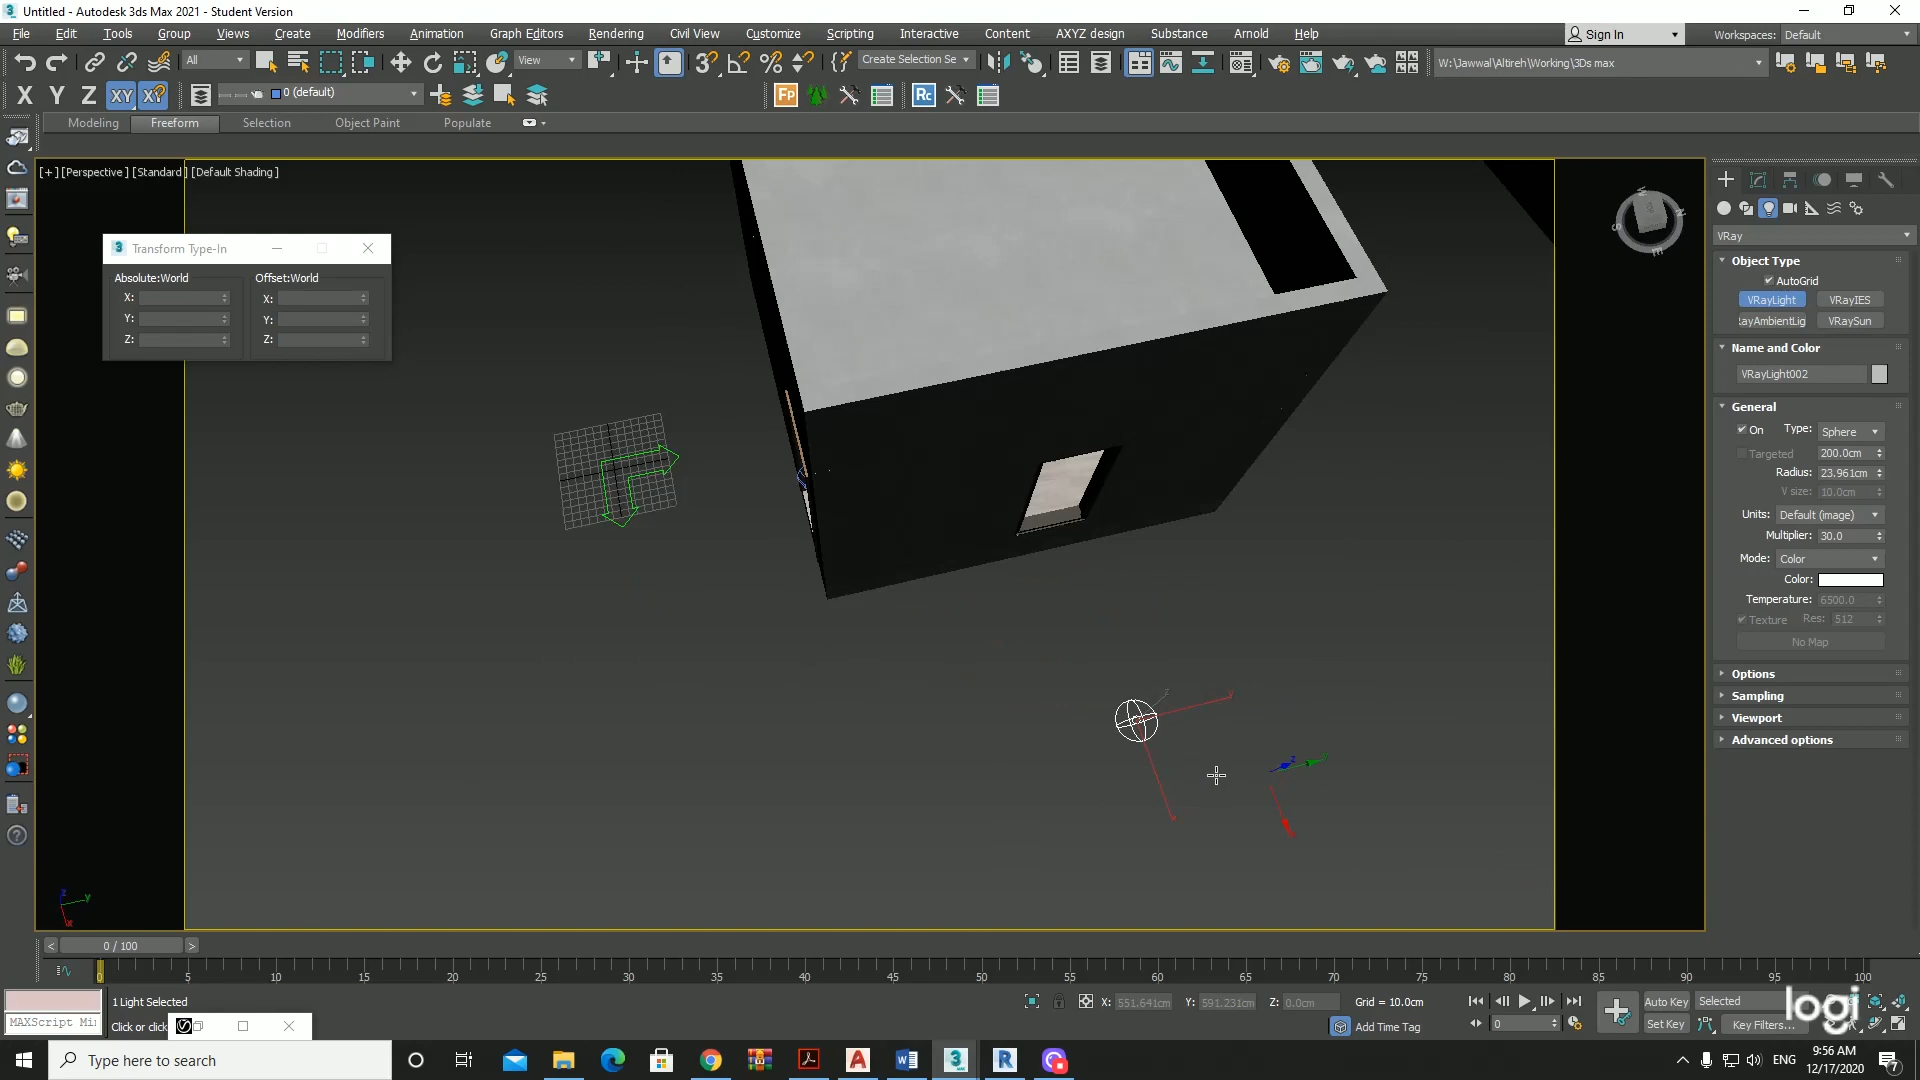 Untitled - Autodesk 3ds Max 2021 - Student Version
File Edit Tools Group Views Create Modifiers Animation Graph Editors Rendering Civil View Customize Scripting Interactive Content AXYZ design Substance Arnold Help
Sign In
Workspaces: Default
All
View
Create Selection Se
W:\Jawwal\Altireh\Working\3Ds max
X Y Z XY XY
0 (default)
Fp
Rc
Modeling Freeform Selection Object Paint Populate
[+] [Perspective] [Standard] [Default Shading]
Transform Type-In
Absolute:World Offset:World
X: X:
Y: Y:
Z: Z:
VRay
Object Type
AutoGrid
VRayLight VRayIES
RayAmbientLig VRaySun
Name and Color
VRayLight002
General
On Type: Sphere
Targeted 200.0cm
Radius: 23.961cm
V size: 10.0cm
Units: Default (image)
Multiplier: 30.0
Mode: Color
Color:
Temperature: 6500.0
Texture Res: 512
No Map
Options
Sampling
Viewport
Advanced options
0 / 100
0 5 10 15 20 25 30 35 40 45 50 55 60 65 70 75 80 85 90 95 100
1 Light Selected
X: 551.641cm Y: 591.231cm Z: 0.0cm Grid = 10.0cm
Auto Key Selected
MAXScript Mi
Click or click
Add Time Tag
0
Set Key Key Filters...
logi
Type here to search
ENG
9:56 AM
12/17/2020
7